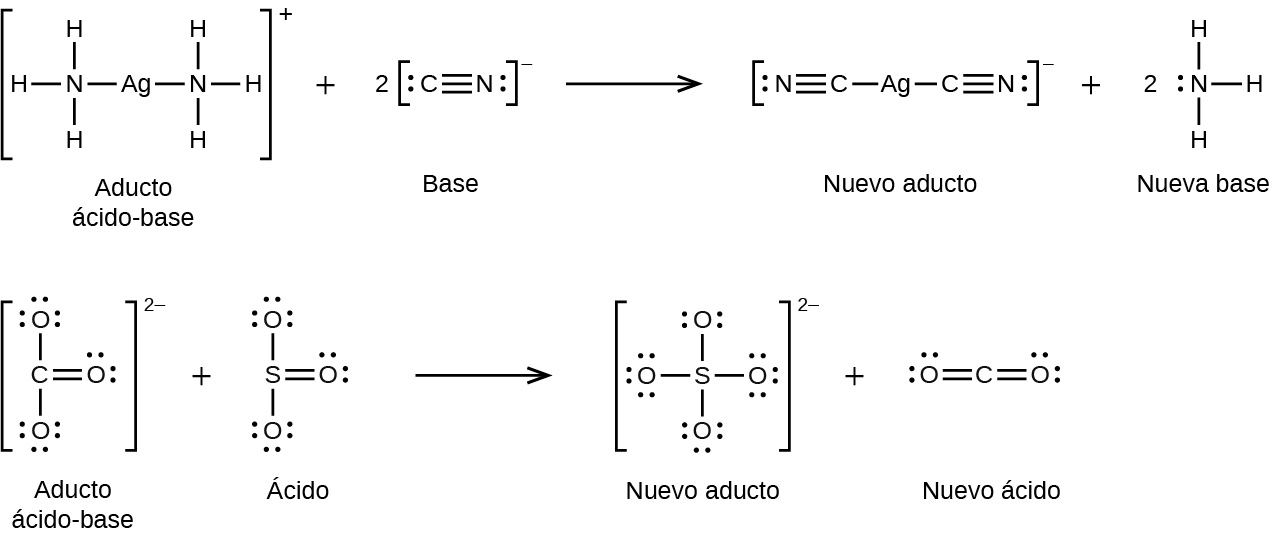 H H
[H N Ag N H]+ + 2 [:C≡N:]– → [:N≡C—Ag—C≡N:]– + 2 :N—H
H H
Aducto
ácido-base
Base
Nuevo aducto
Nueva base
O O O
[C=O]2– + S=O → [O—S—O]2– + O=C=O
O O O
Aducto
ácido-base
Ácido
Nuevo aducto
Nuevo ácido